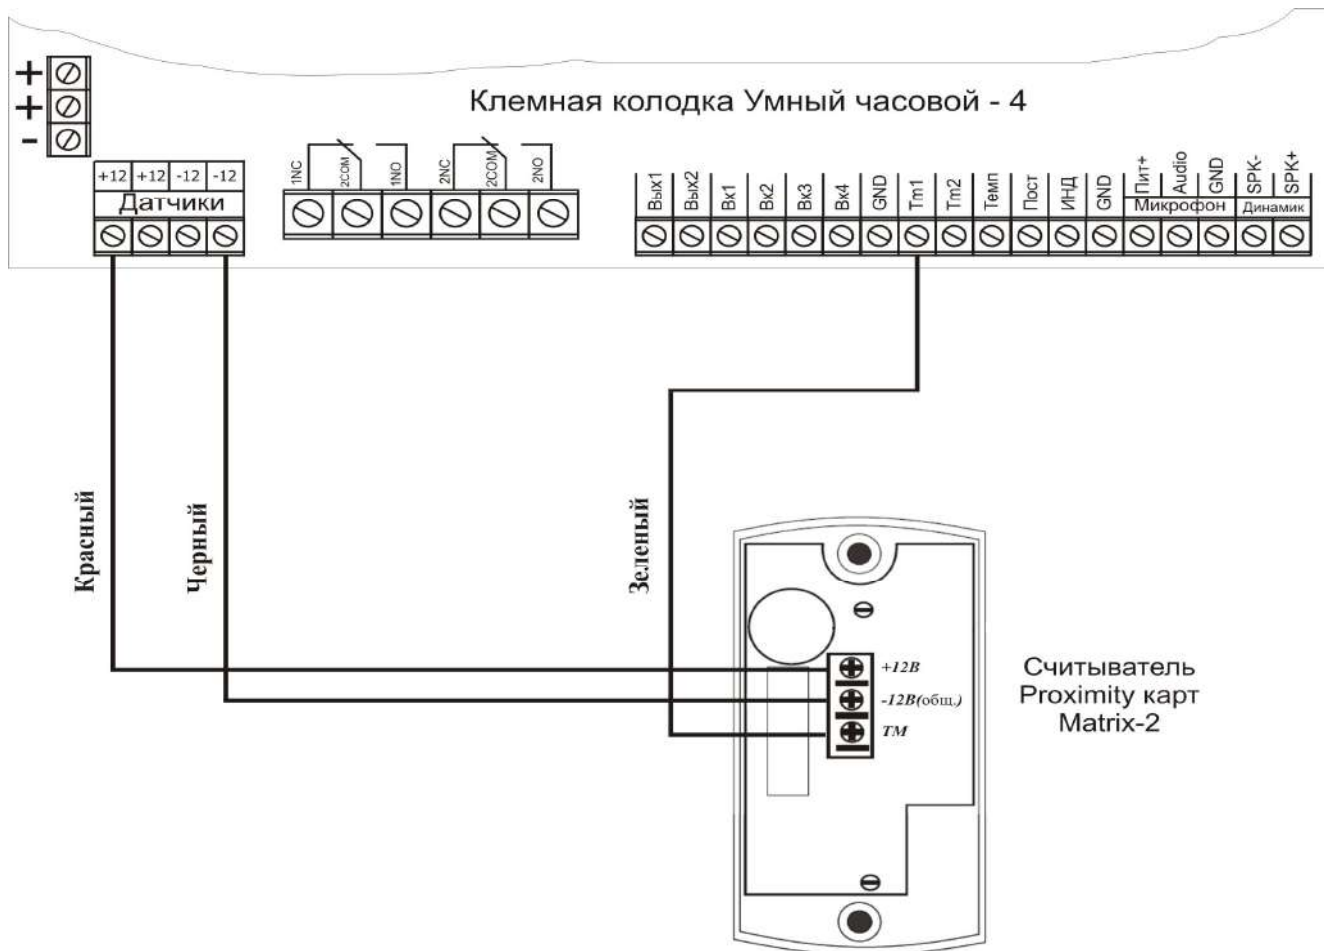 Клемная колодка Умный часовой - 4
+
+
-
+12 +12 -12 -12
Датчики
1NC 2COM 1NO 2NC 2COM 2NO
Вых1 Вых2 Вх1 Вх2 Вх3 Вх4 GND Tm1 Tm2 Темп Пост ИНД GND Пит+ Audio GND SPK- SPK+
Микрофон Динамик
Красный
Черный
Зеленый
+12В
-12В(общ.)
ТМ
Считыватель
Proximity карт
Matrix-2